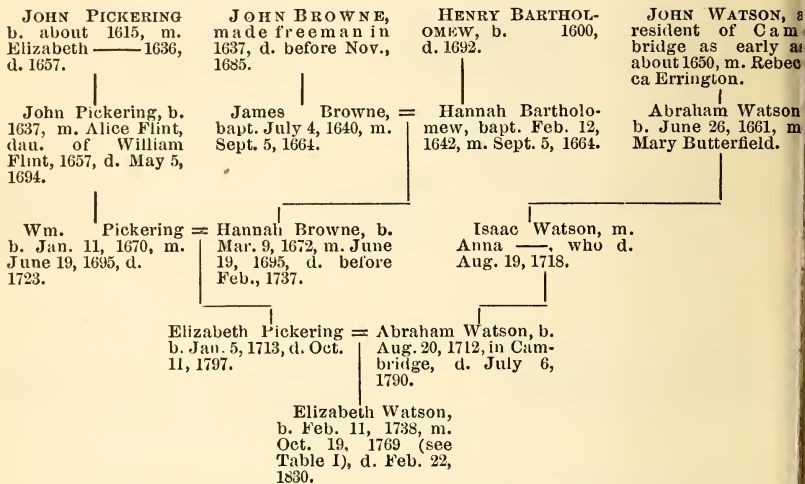 JOHN PICKERING
b. about 1615, m.
Elizabeth —— 1636,
d. 1657.
JOHN BROWNE,
made freeman in
1637, d. before Nov.,
1685.
HENRY BARTHOL-
OMEW, b. 1600,
d. 1692.
JOHN WATSON, a
resident of Cam
bridge as early as
about 1650, m. Rebec
ca Errington.
John Pickering, b.
1637, m. Alice Flint,
dau. of William
Flint, 1657, d. May 5,
1694.
James Browne, =
bapt. July 4, 1640, m.
Sept. 5, 1664.
Hannah Bartholo-
mew, bapt. Feb. 12,
1642, m. Sept. 5, 1664.
Abraham Watson
b. June 26, 1661, m
Mary Butterfield.
Wm. Pickering =
b. Jan. 11, 1670, m.
June 19, 1695, d.
1723.
Hannah Browne, b.
Mar. 9, 1672, m. June
19, 1695, d. before
Feb., 1737.
Isaac Watson, m.
Anna ——, who d.
Aug. 19, 1718.
Elizabeth Pickering =
b. Jan. 5, 1713, d. Oct.
11, 1797.
Abraham Watson, b.
Aug. 20, 1712, in Cam-
bridge, d. July 6,
1790.
Elizabeth Watson,
b. Feb. 11, 1738, m.
Oct. 19, 1769 (see
Table I), d. Feb. 22,
1830.